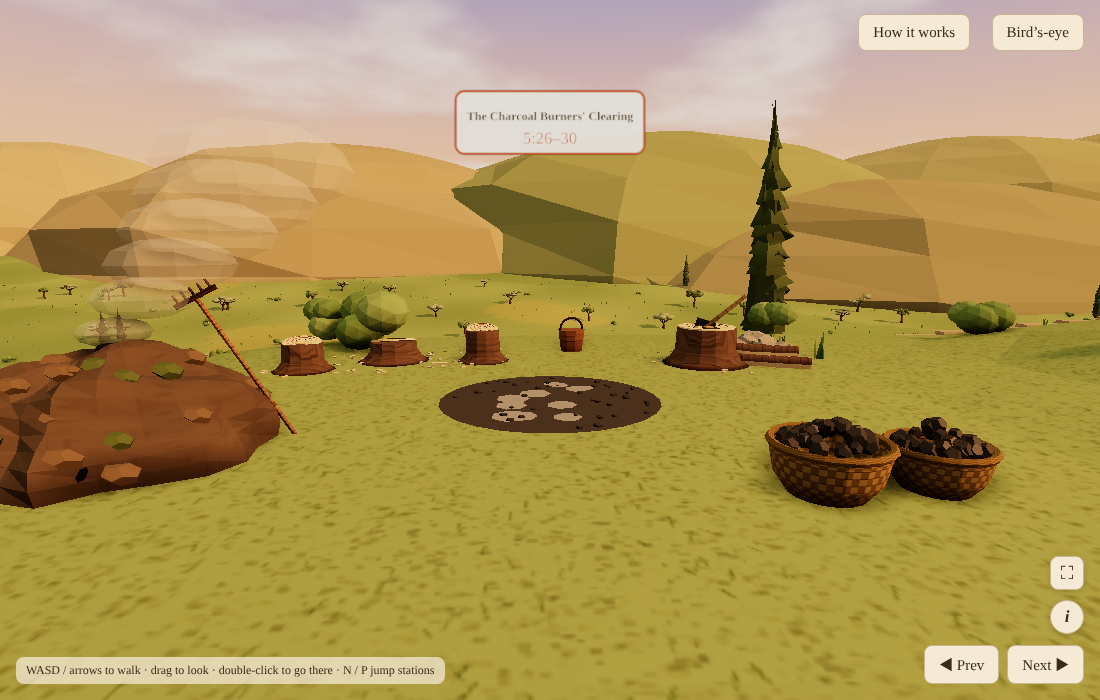 How it works
Bird’s-eye
The Charcoal Burners' Clearing
5:26–30
i
WASD / arrows to walk · drag to look · double-click to go there · N / P jump stations
◀ Prev
Next ▶